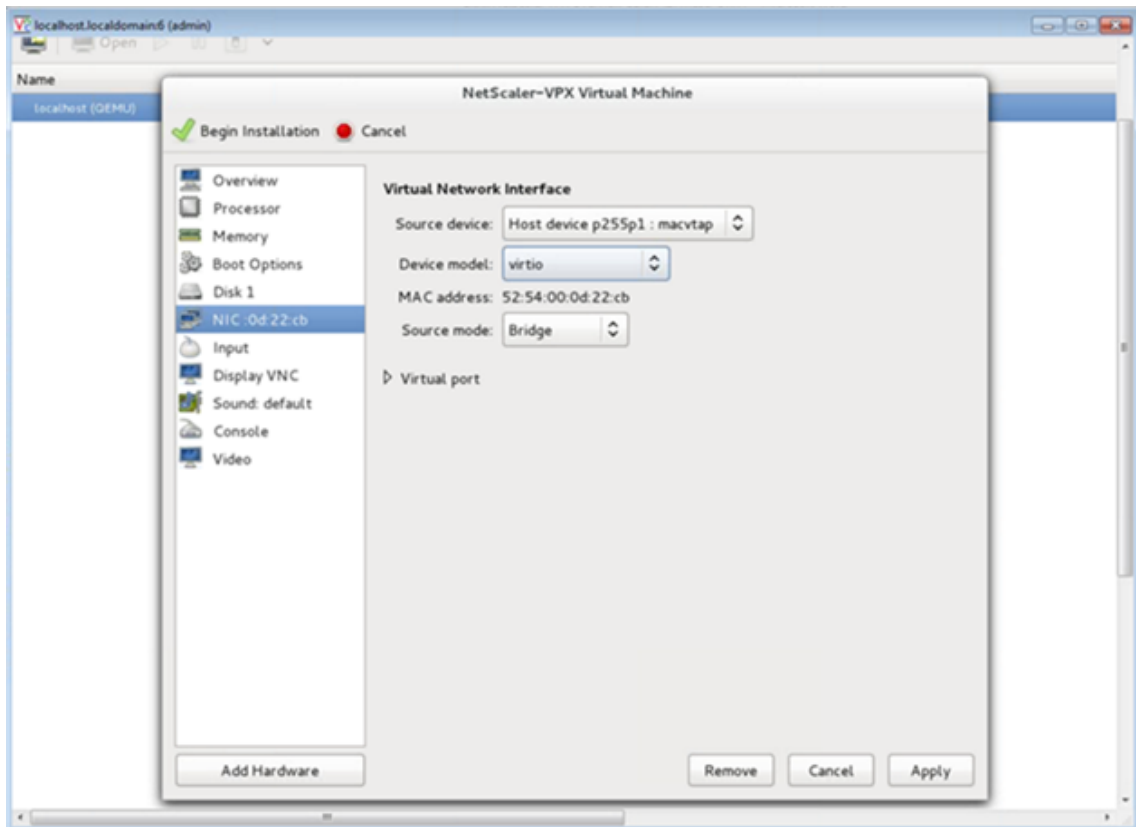 localhost.localdomain:6 (admin)
Open
Name
localhost (QEMU)
NetScaler-VPX Virtual Machine
Begin Installation Cancel
Overview
Processor
Memory
Boot Options
Disk 1
NIC :0d:22:cb
Input
Display VNC
Sound: default
Console
Video
Add Hardware
Virtual Network Interface
Source device: Host device p255p1 : macvtap
Device model: virtio
MAC address: 52:54:00:0d:22:cb
Source mode: Bridge
Virtual port
Remove Cancel Apply